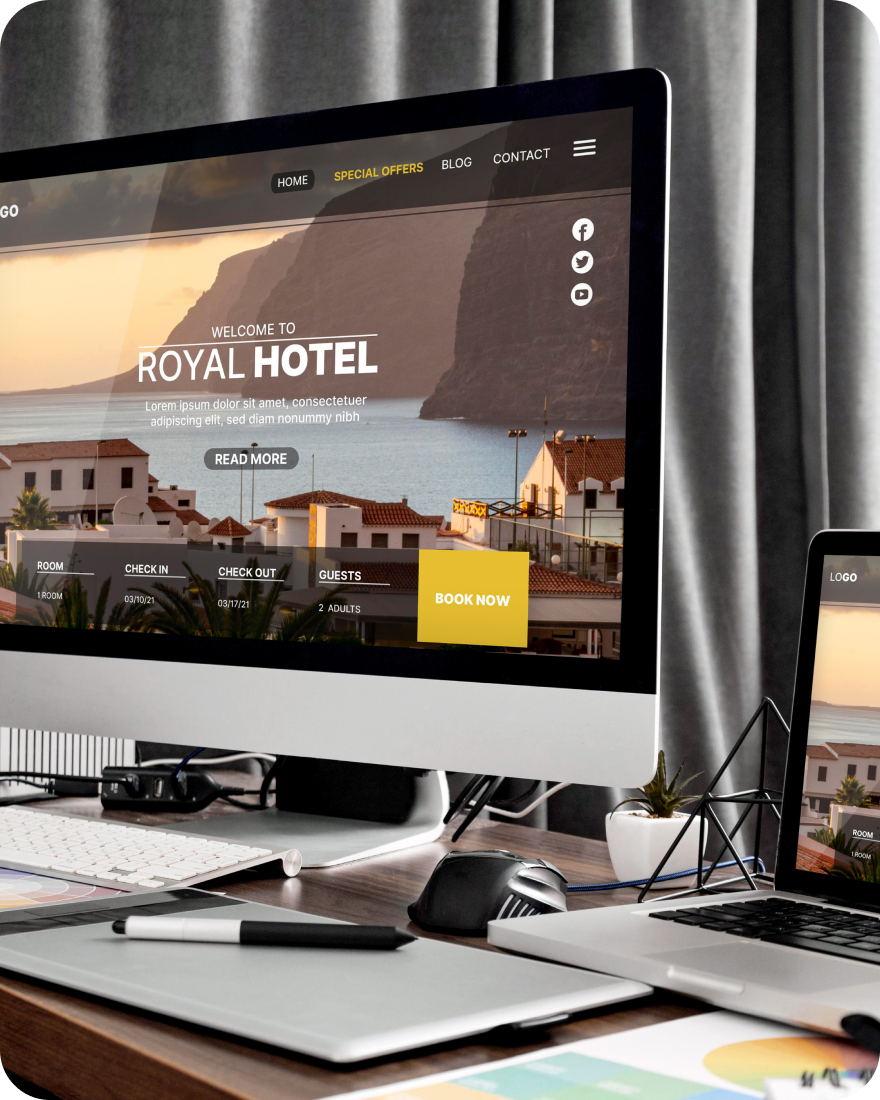 GO
HOME
SPECIAL OFFERS
BLOG
CONTACT
WELCOME TO
ROYAL HOTEL
Lorem ipsum dolor sit amet, consectetuer
adipiscing elit, sed diam nonummy nibh
READ MORE
ROOM
1 ROOM
CHECK IN
03/10/21
CHECK OUT
03/17/21
GUESTS
2 ADULTS
BOOK NOW
LOGO
ROOM
1 ROOM